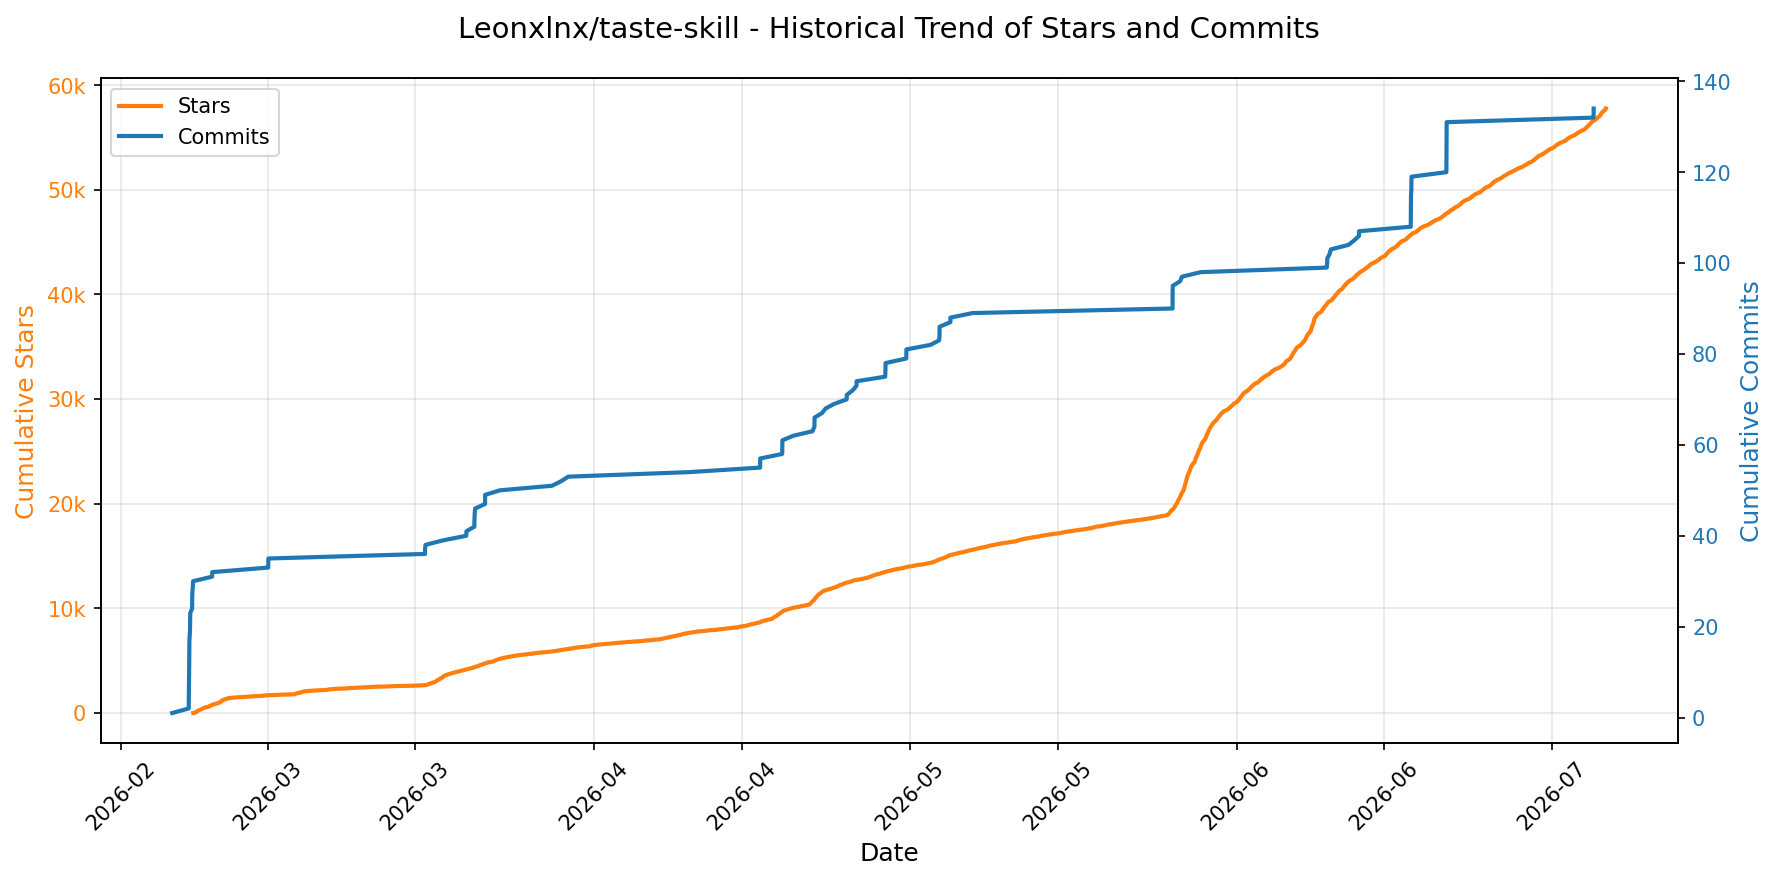 Leonxlnx/taste-skill - Historical Trend of Stars and Commits
Stars
Commits
Cumulative Stars
60k
50k
40k
30k
20k
10k
0
Cumulative Commits
140
120
100
80
60
40
20
0
2026-02
2026-03
2026-03
2026-04
2026-04
2026-05
2026-05
2026-06
2026-06
2026-07
Date